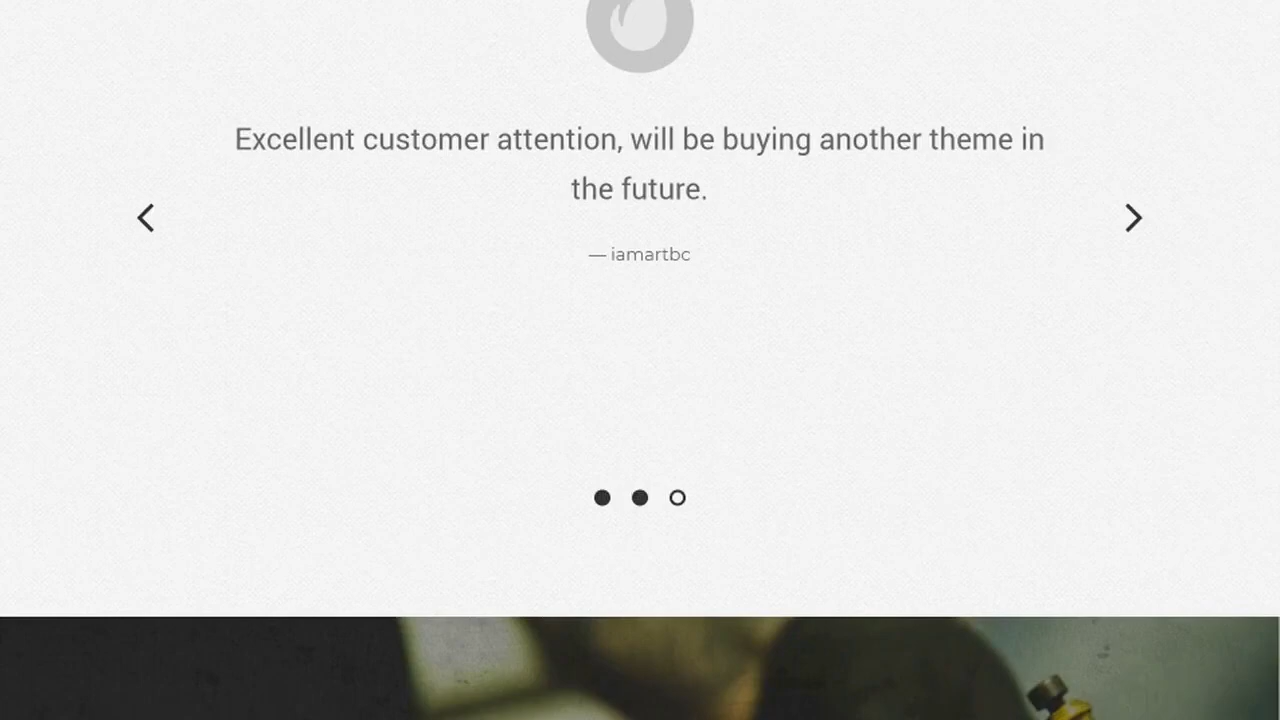 Excellent customer attention, will be buying another theme in
the future.
— iamartbc